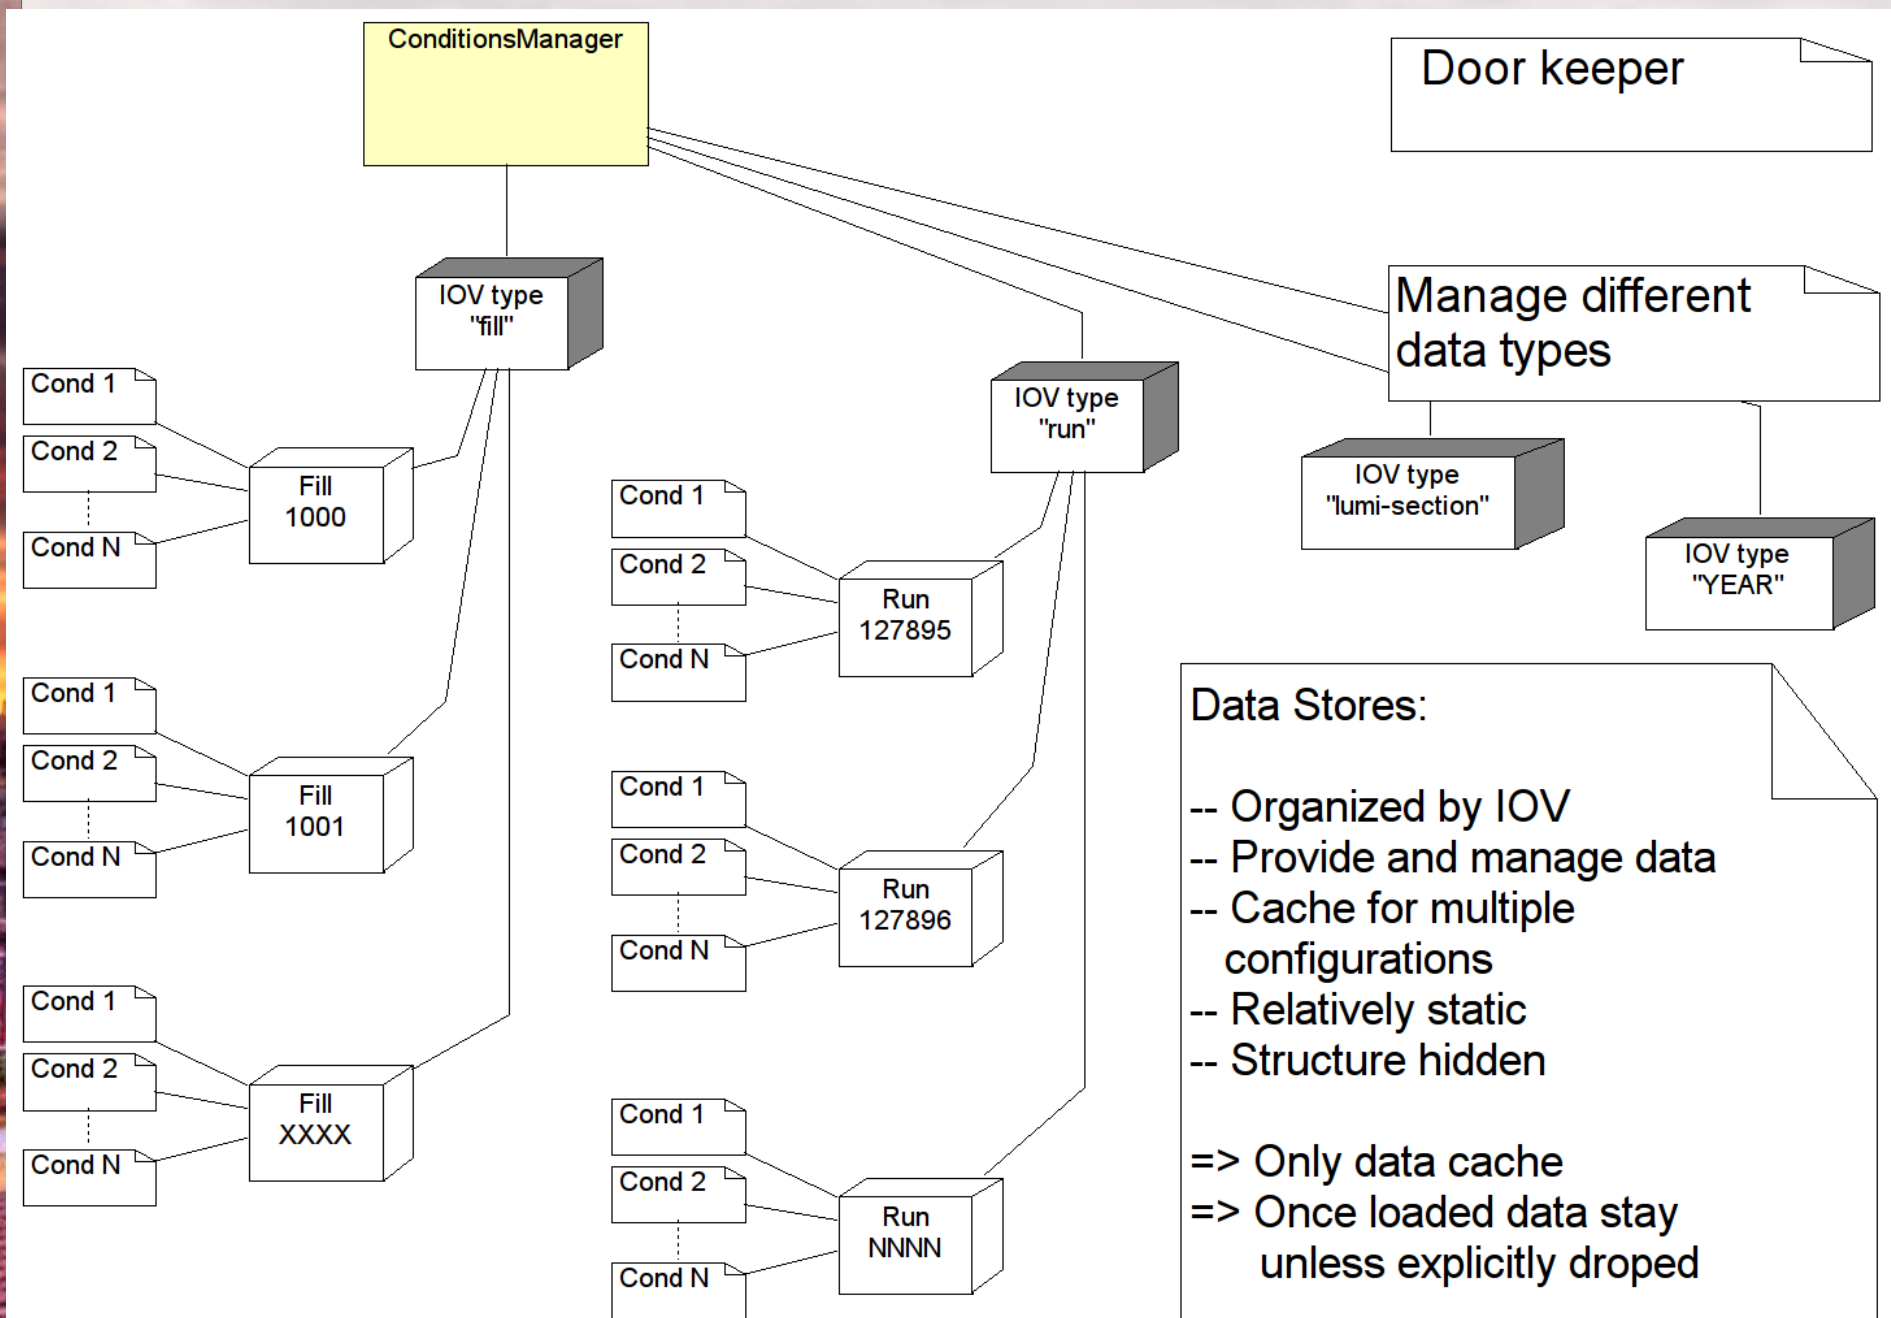 ConditionsManager
Door keeper
IOV type
"fill"
Manage different
data types
IOV type
"run"
IOV type
"lumi-section"
IOV type
"YEAR"
Cond 1
Cond 2
Cond N
Fill
1000
Cond 1
Cond 2
Cond N
Fill
1001
Cond 1
Cond 2
Cond N
Fill
XXXX
Cond 1
Cond 2
Cond N
Run
127895
Cond 1
Cond 2
Cond N
Run
127896
Cond 1
Cond 2
Cond N
Run
NNNN
Data Stores:
-- Organized by IOV
-- Provide and manage data
-- Cache for multiple
configurations
-- Relatively static
-- Structure hidden
=> Only data cache
=> Once loaded data stay
unless explicitly droped